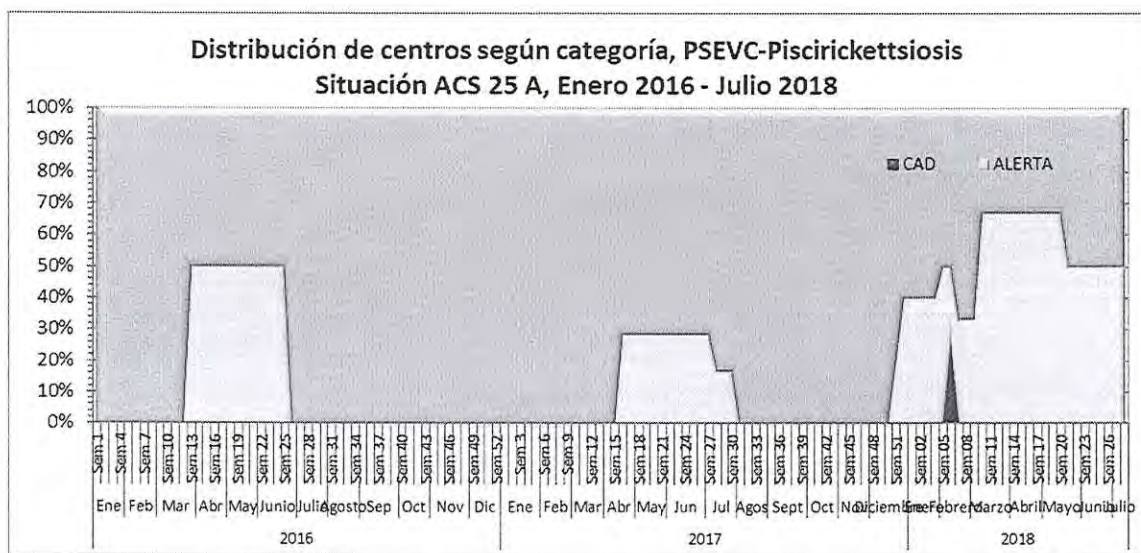 Distribución de centros según categoría, PSEVC-Piscirickettsiosis
Situación ACS 25 A, Enero 2016 - Julio 2018
100%
90%
80%
70%
60%
50%
40%
30%
20%
10%
0%
CAD ALERTA
Sem 1 Sem 4 Sem 7 Sem 10 Sem 13 Sem 16 Sem 19 Sem 22 Sem 25 Sem 28 Sem 31 Sem 34 Sem 37 Sem 40 Sem 43 Sem 46 Sem 49 Sem 52 Sem 3 Sem 6 Sem 9 Sem 12 Sem 15 Sem 18 Sem 21 Sem 24 Sem 27 Sem 30 Sem 33 Sem 36 Sem 39 Sem 42 Sem 45 Sem 48 Sem 51 Sem 02 Sem 05 Sem 08 Sem 11 Sem 14 Sem 17 Sem 20 Sem 23 Sem 26
Ene Feb Mar Abr May Junio Julio Agosto Sep Oct Nov Dic Ene Feb Mar Abr May Jun Jul Agos Sept Oct Nov Diciembre Enero Febrero Marzo Abril Mayo Junio Julio
2016 2017 2018